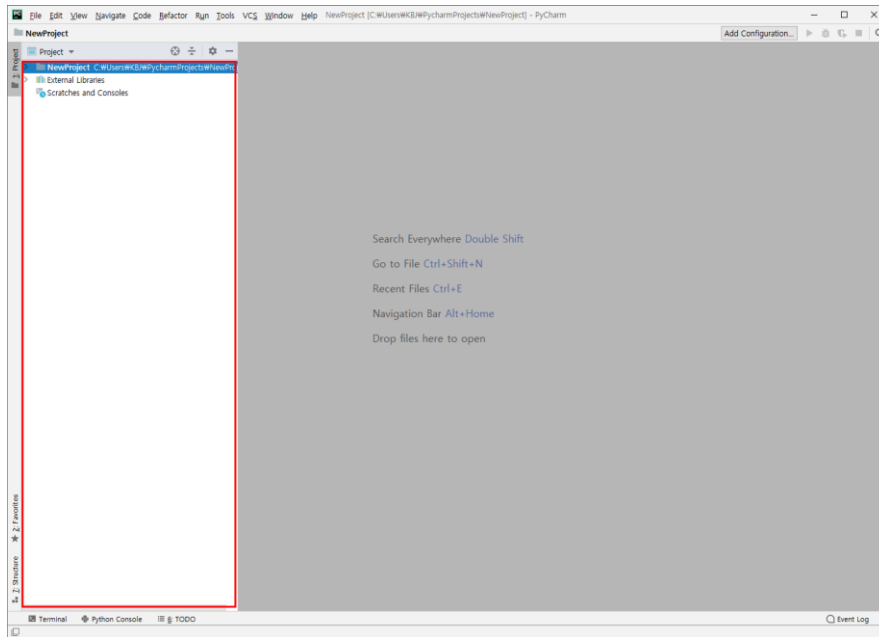 PC File Edit View Navigate Code Refactor Run Tools VCS Window Help NewProject [C:₩Users₩KBJ₩PycharmProjects₩NewProject] - PyCharm
NewProject
Add Configuration...
Project
NewProject C:₩Users₩KBJ₩PycharmProjects₩NewPro
External Libraries
Scratches and Consoles
1: Project
Search Everywhere Double Shift
Go to File Ctrl+Shift+N
Recent Files Ctrl+E
Navigation Bar Alt+Home
Drop files here to open
2: Favorites
7: Structure
Terminal Python Console 6: TODO
Event Log